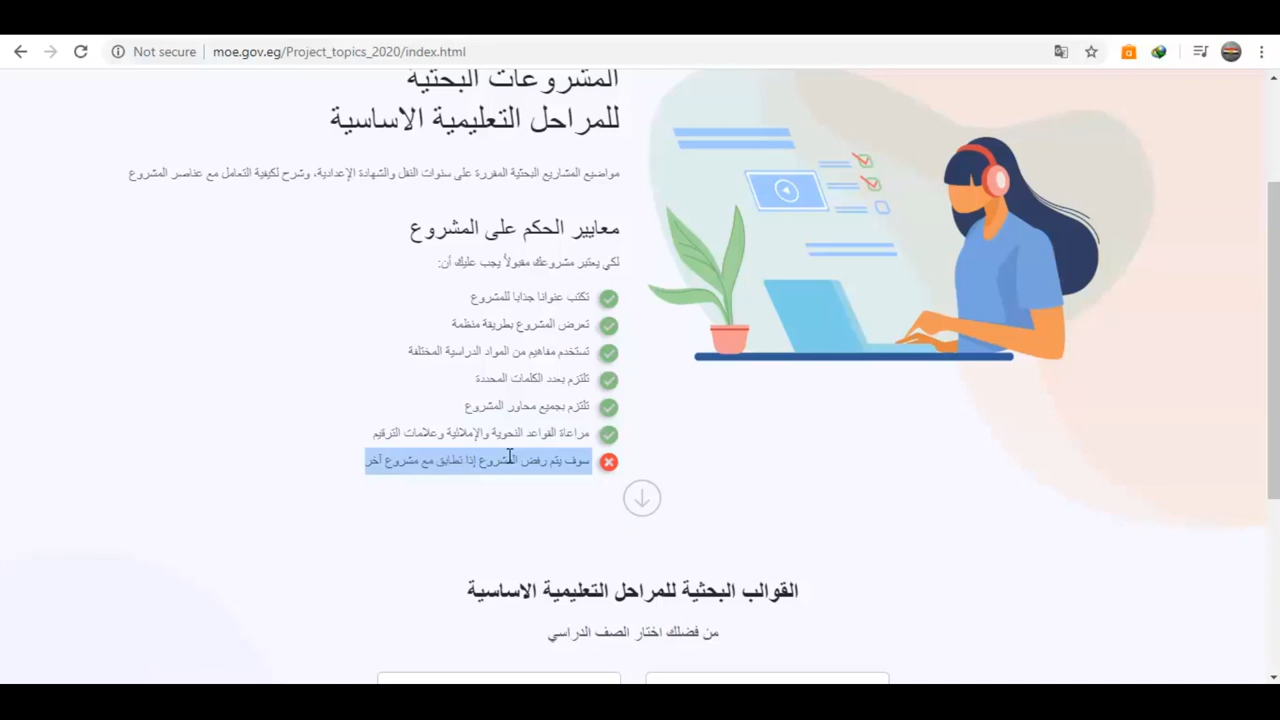 Not secure
moe.gov.eg/Project_topics_2020/index.html
المشروعات البحثية
للمراحل التعليمية الاساسية
مواضيع المشاريع البحثية المقررة على سنوات النقل والشهادة الإعدادية، وشرح لكيفية التعامل مع عناصر المشروع
معايير الحكم على المشروع
لكي يعتبر مشروعك مقبولاً يجب عليك أن:
تكتب عنوانا جذابا للمشروع
تعرض المشروع بطريقة منظمة
تستخدم مفاهيم من المواد الدراسية المختلفة
تلتزم بعدد الكلمات المحددة
تلتزم بجميع محاور المشروع
مراعاة القواعد النحوية والإملائية وعلامات الترقيم
سوف يتم رفض المشروع إذا تطابق مع مشروع آخر
القوالب البحثية للمراحل التعليمية الاساسية
من فضلك اختار الصف الدراسي